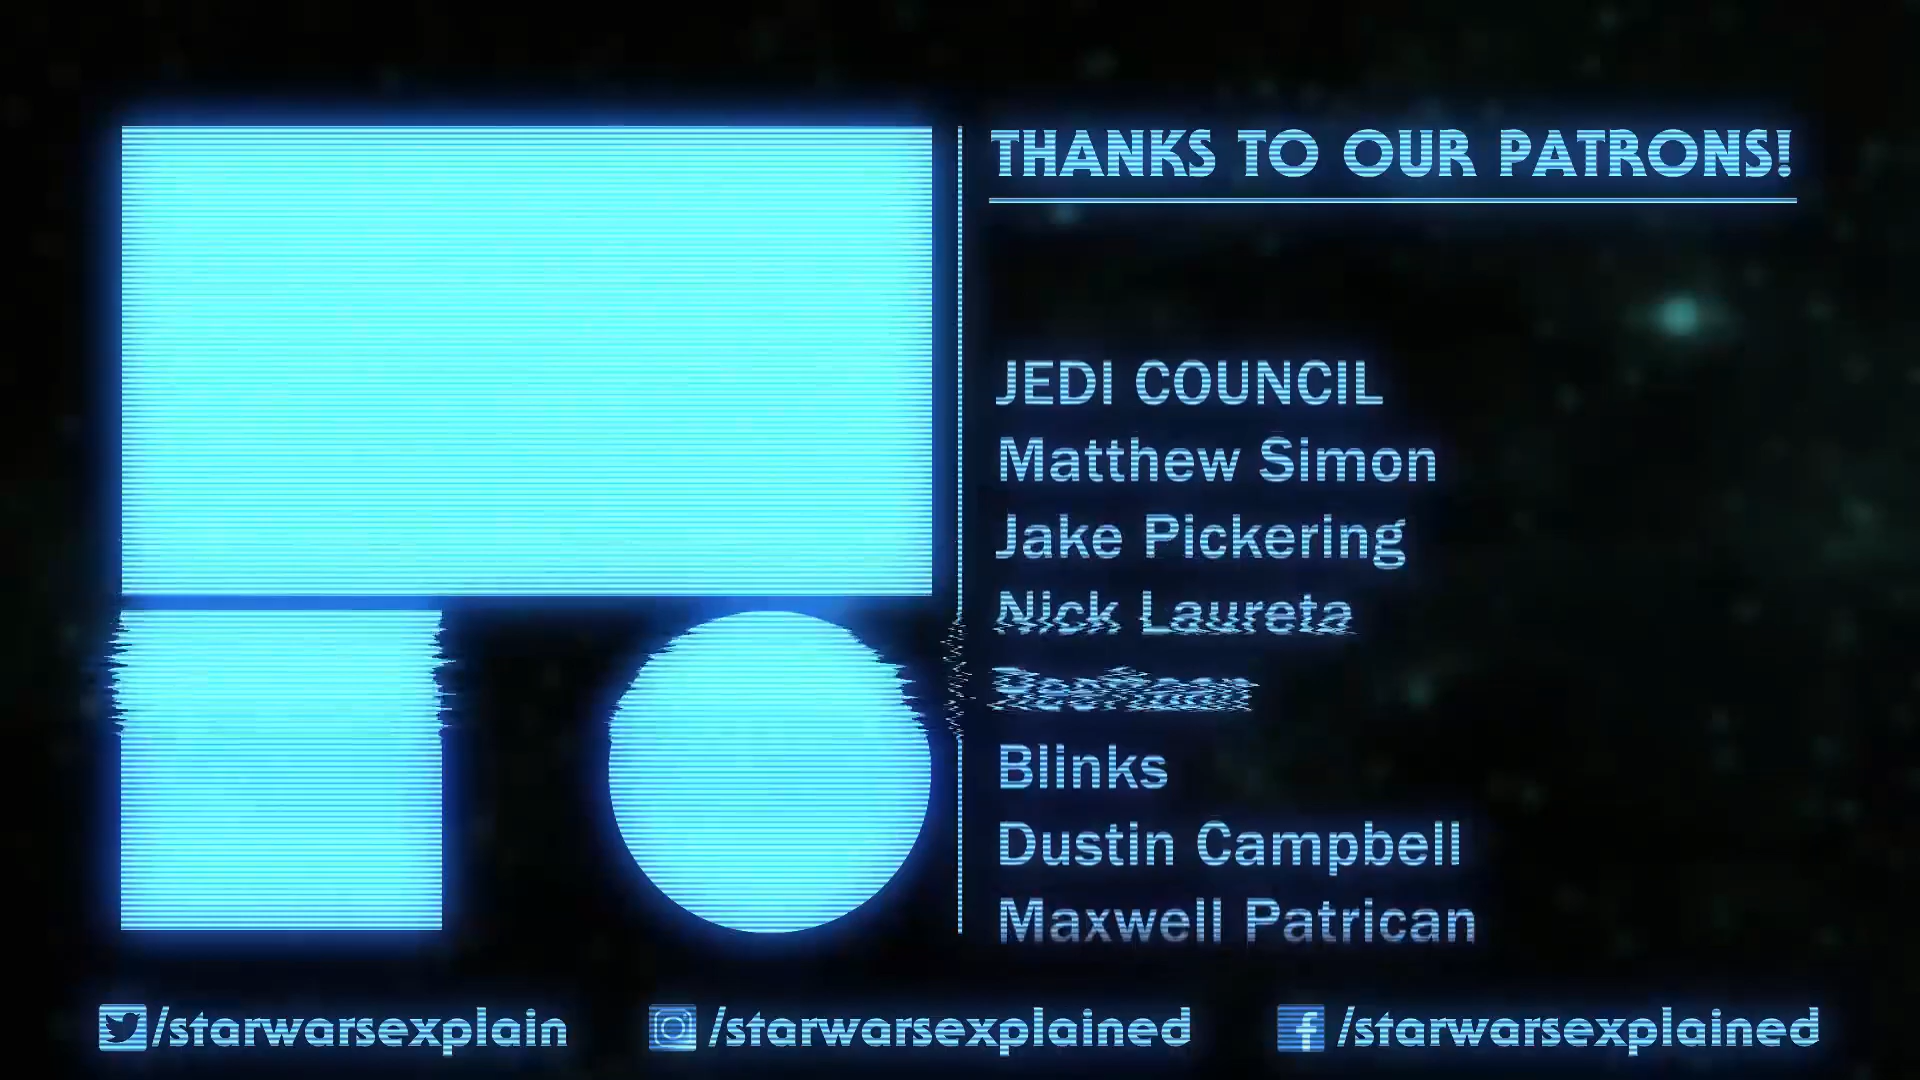 THANKS TO OUR PATRONS!
JEDI COUNCIL
Matthew Simon
Jake Pickering
Nick Laureta
Blinks
Dustin Campbell
Maxwell Patrican
/starwarsexplain
/starwarsexplained
/starwarsexplained